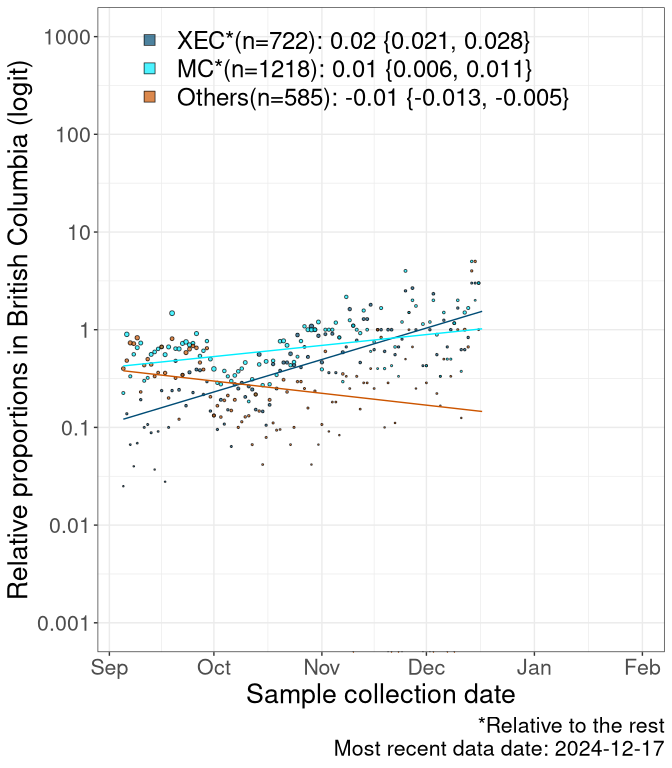 XEC*(n=722): 0.02 {0.021, 0.028}
MC*(n=1218): 0.01 {0.006, 0.011}
Others(n=585): -0.01 {-0.013, -0.005}
Relative proportions in British Columbia (logit)
1000
100
10
1
0.1
0.01
0.001
Sep Oct Nov Dec Jan Feb
Sample collection date
*Relative to the rest
Most recent data date: 2024-12-17